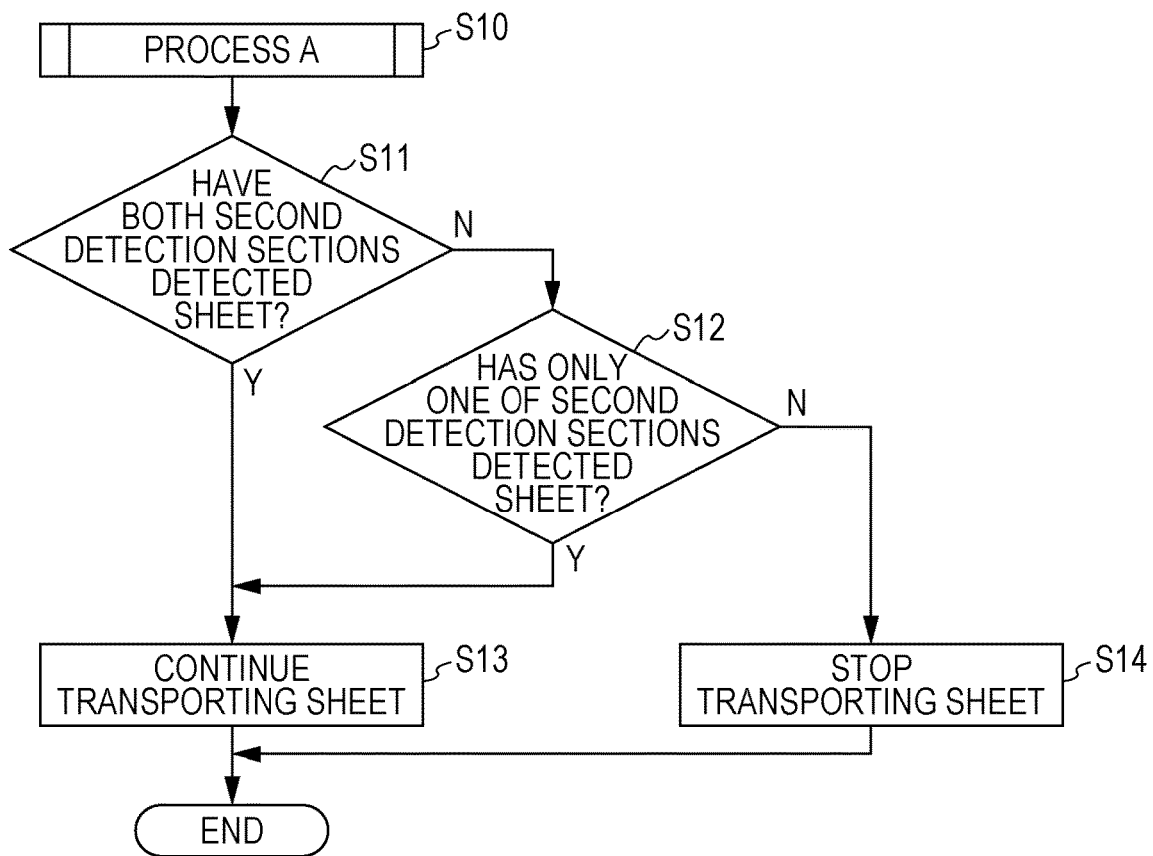 PROCESS A
S10
S11
HAVE
BOTH SECOND
DETECTION SECTIONS
DETECTED
SHEET?
N
Y
S12
HAS ONLY
ONE OF SECOND
DETECTION SECTIONS
DETECTED
SHEET?
N
Y
CONTINUE
TRANSPORTING SHEET
S13
STOP
TRANSPORTING SHEET
S14
END